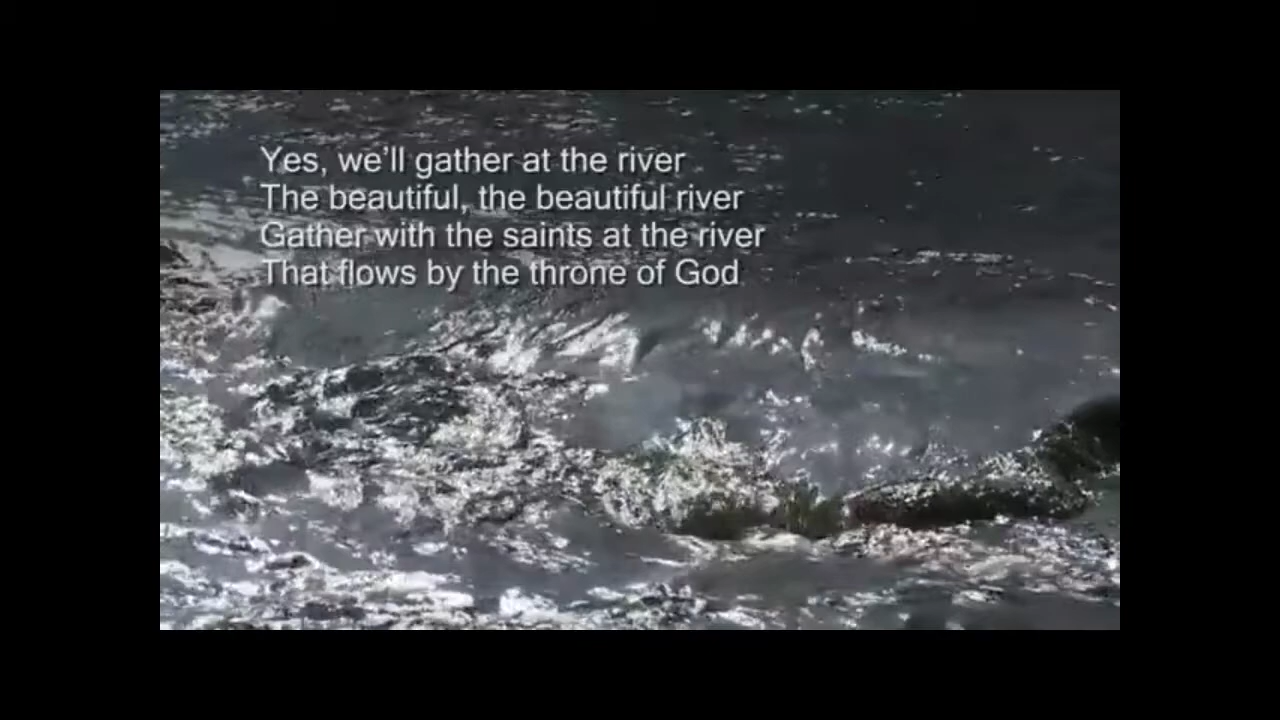 Yes, we’ll gather at the river
The beautiful, the beautiful river
Gather with the saints at the river
That flows by the throne of God